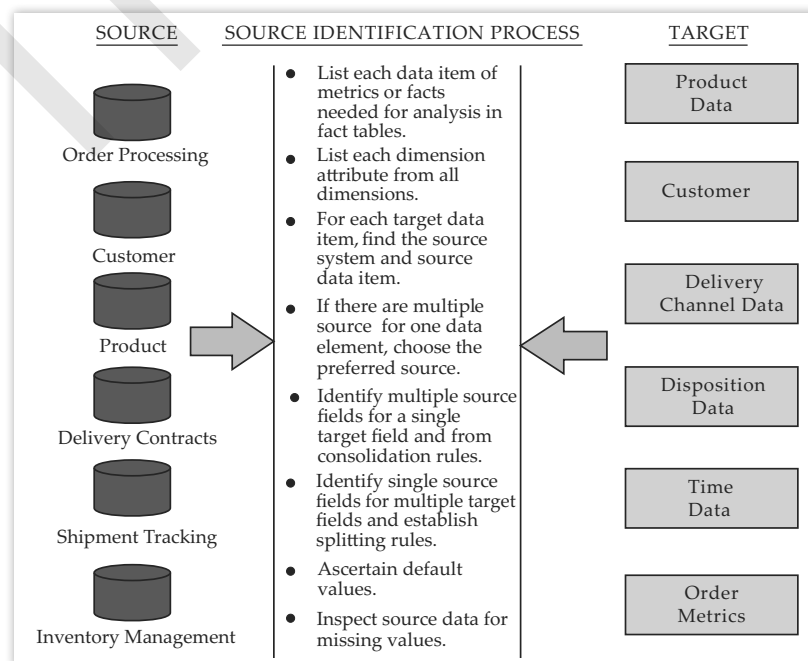 SOURCE
SOURCE IDENTIFICATION PROCESS
TARGET
Order Processing
Customer
Product
Delivery Contracts
Shipment Tracking
Inventory Management
● List each data item of
metrics or facts
needed for analysis in
fact tables.
● List each dimension
attribute from all
dimensions.
● For each target data
item, find the source
system and source
data item.
● If there are multiple
source for one data
element, choose the
preferred source.
● Identify multiple source
fields for a single
target field and from
consolidation rules.
● Identify single source
fields for multiple target
fields and establish
splitting rules.
● Ascertain default
values.
● Inspect source data for
missing values.
Product
Data
Customer
Delivery
Channel Data
Disposition
Data
Time
Data
Order
Metrics